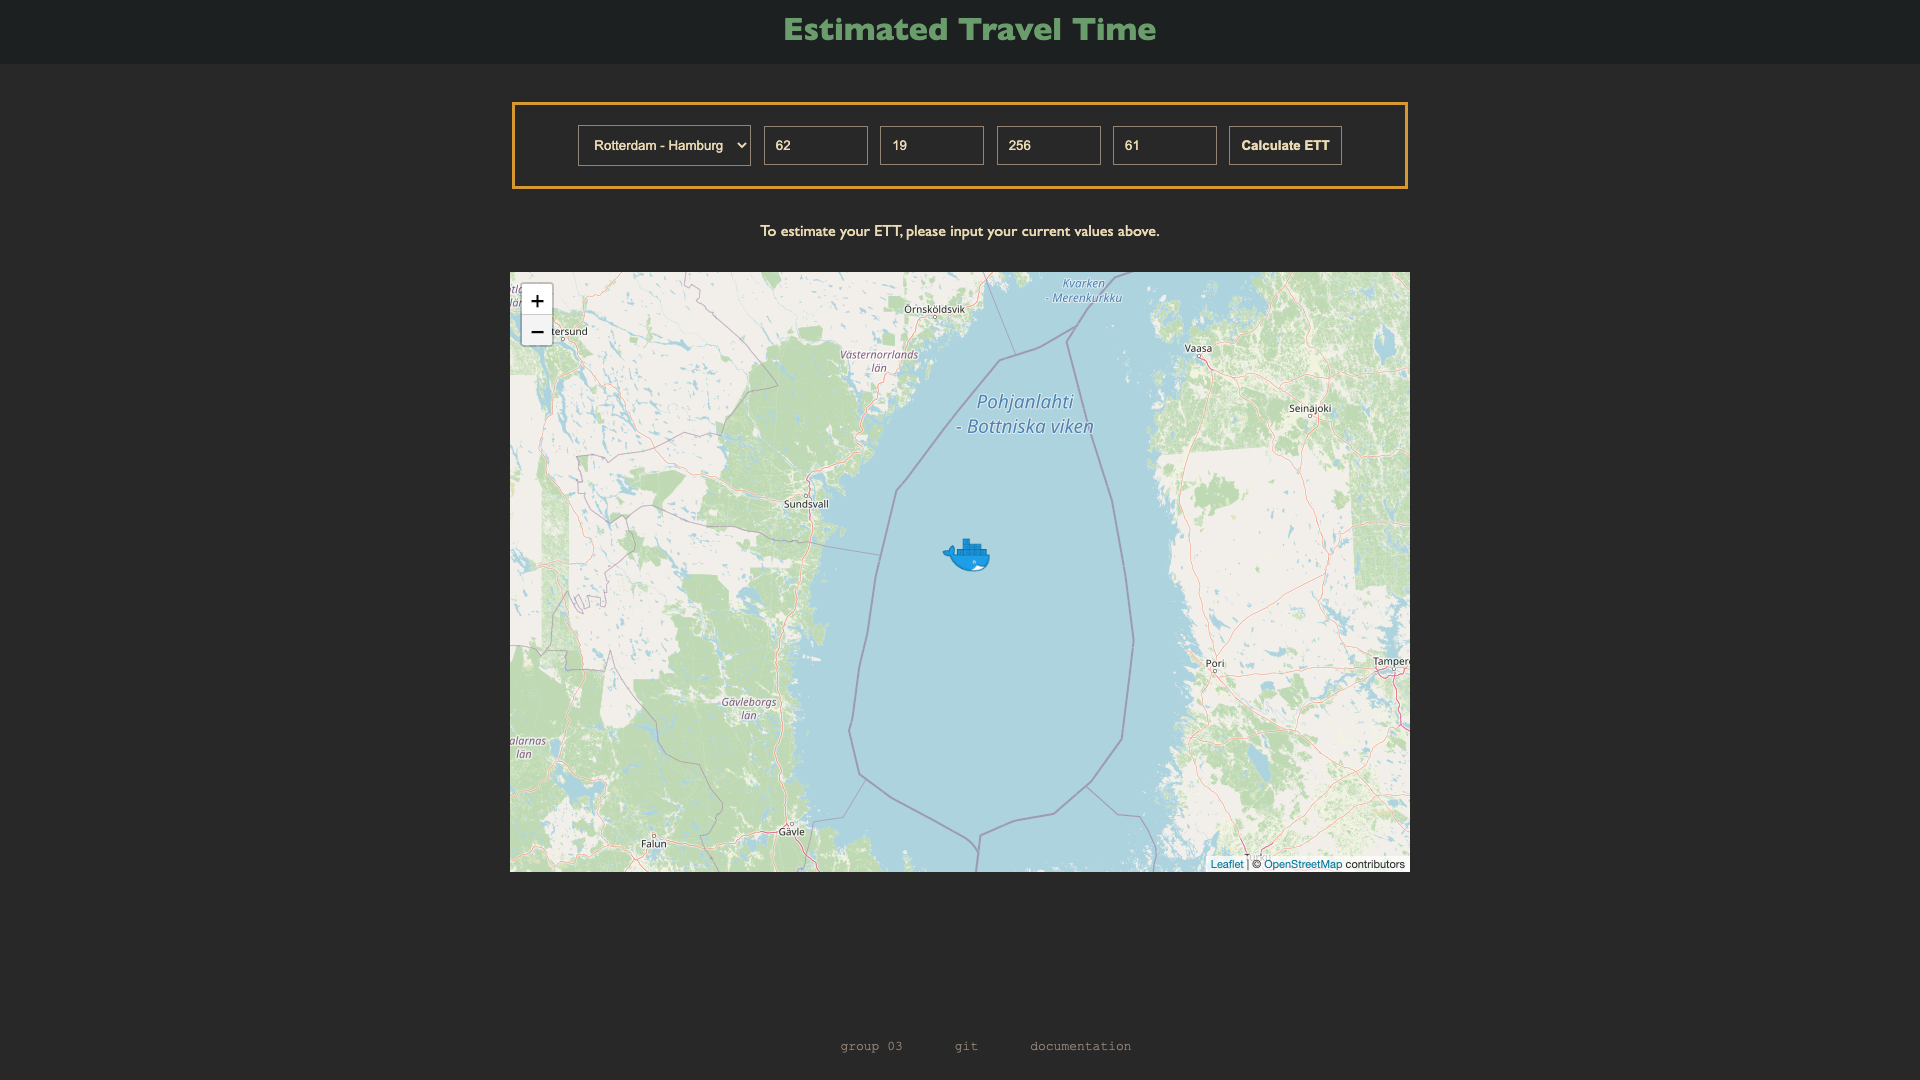 Estimated Travel Time
Rotterdam - Hamburg
62
19
256
61
Calculate ETT
To estimate your ETT, please input your current values above.
+
−
Kvarken
- Merenkurkku
Örnsköldsvik
tersund
Vaasa
Västernorrlands
län
Pohjanlahti
- Bottniska viken
Seinäjoki
Sundsvall
Pori
Tampere
Gävleborgs
län
alarnas
län
Gävle
Falun
Leaflet | © OpenStreetMap contributors
group 03
git
documentation